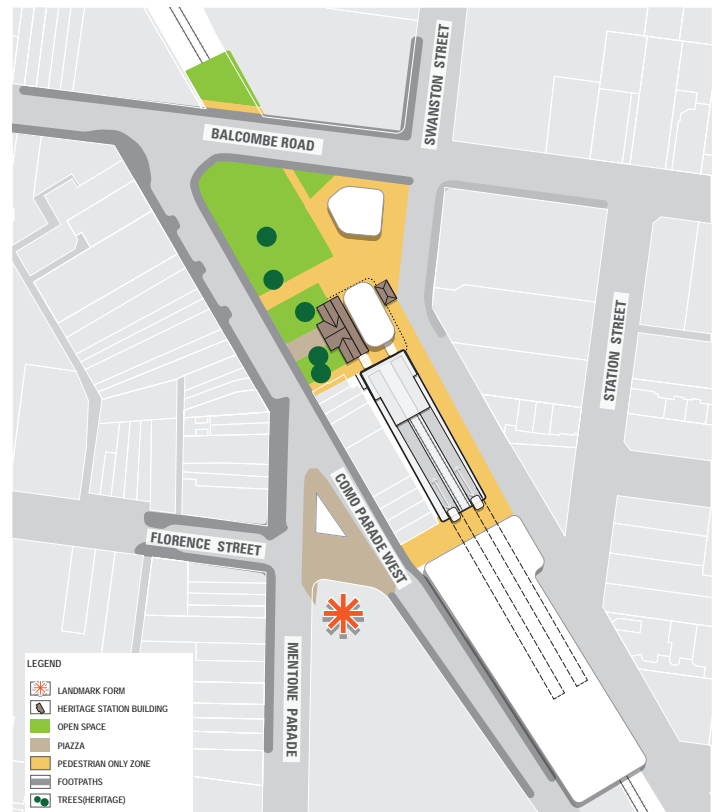 SWANSTON STREET
BALCOMBE ROAD
STATION STREET
COMO PARADE WEST
FLORENCE STREET
MENTONE PARADE
LEGEND
LANDMARK FORM
HERITAGE STATION BUILDING
OPEN SPACE
PIAZZA
PEDESTRIAN ONLY ZONE
FOOTPATHS
TREES(HERITAGE)